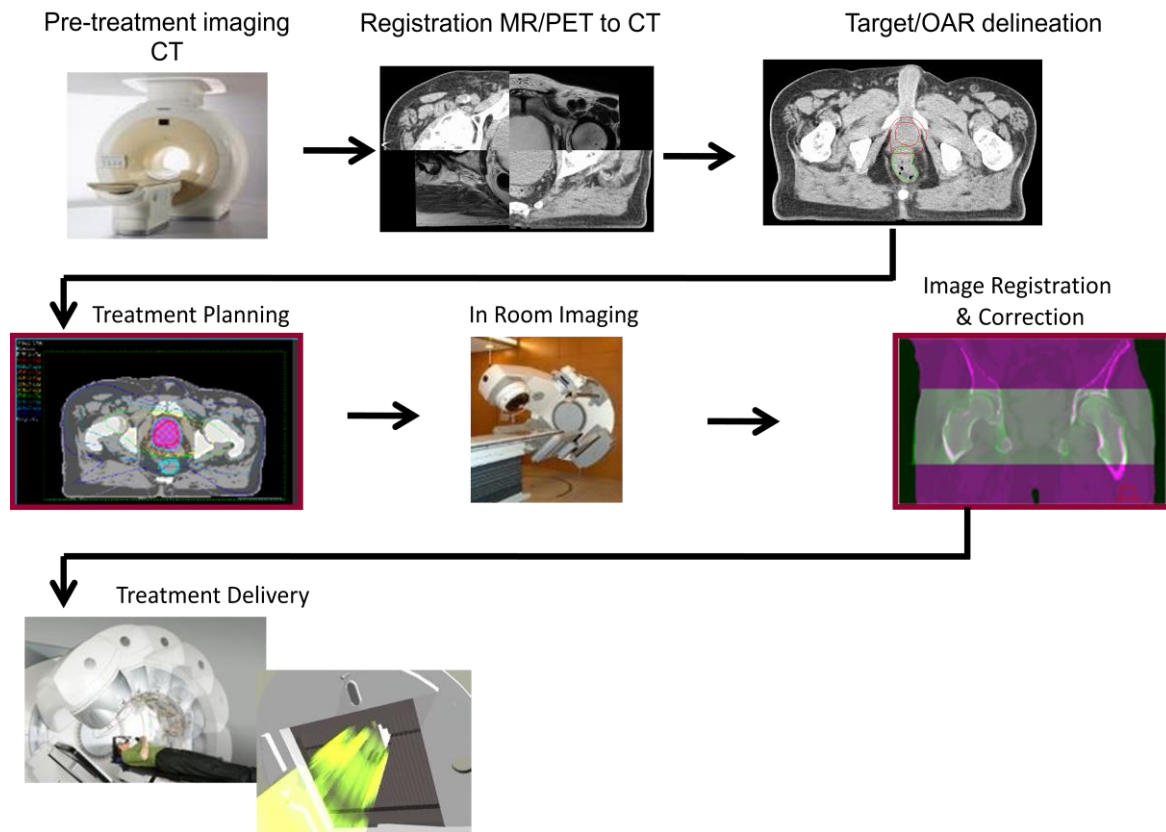 Pre-treatment imaging
CT
Registration MR/PET to CT
Target/OAR delineation
Treatment Planning
In Room Imaging
Image Registration
& Correction
Treatment Delivery